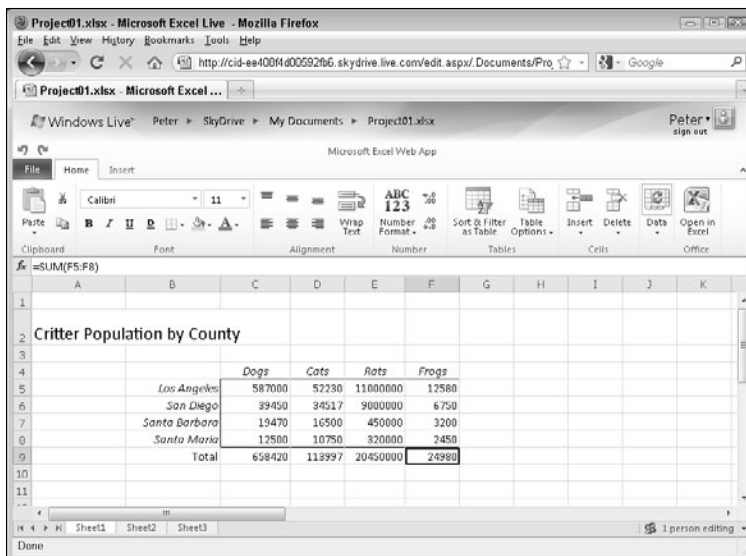 Project01.xlsx - Microsoft Excel Live - Mozilla Firefox
File Edit View History Bookmarks Tools Help
http://cid-ee400f4d00592fb6.skydrive.live.com/edit.aspx/.Documents/Pro
Google
Project01.xlsx - Microsoft Excel ...
Windows Live Peter SkyDrive My Documents Project01.xlsx Peter
sign out
Microsoft Excel Web App
File Home Insert
Calibri 11 ABC 123
Paste B I U D A Wrap Text Number Format Sort & Filter as Table Table Options Insert Delete Data Open in Excel
Clipboard Font Alignment Number Tables Cells Office
fx =SUM(F5:F8)
A B C D E F G H I J K
1
2 Critter Population by County
3
4 Dogs Cats Rats Frogs
5 Los Angeles 587000 52230 11000000 12580
6 San Diego 39450 34517 9000000 6750
7 Santa Barbara 19470 16500 450000 3200
8 Santa Maria 12500 10750 320000 2450
9 Total 658420 113997 20450000 24980
10
11
Sheet1 Sheet2 Sheet3 1 person editing
Done